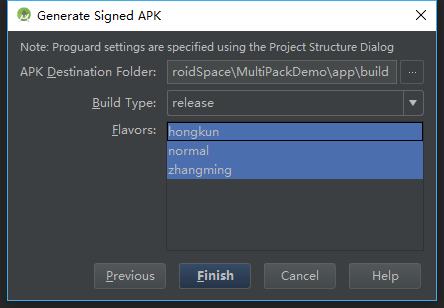 Generate Signed APK
Note: Proguard settings are specified using the Project Structure Dialog
APK Destination Folder: roidSpace\MultiPackDemo\app\build ...
Build Type: release
Flavors: hongkun
normal
zhangming
Previous Finish Cancel Help